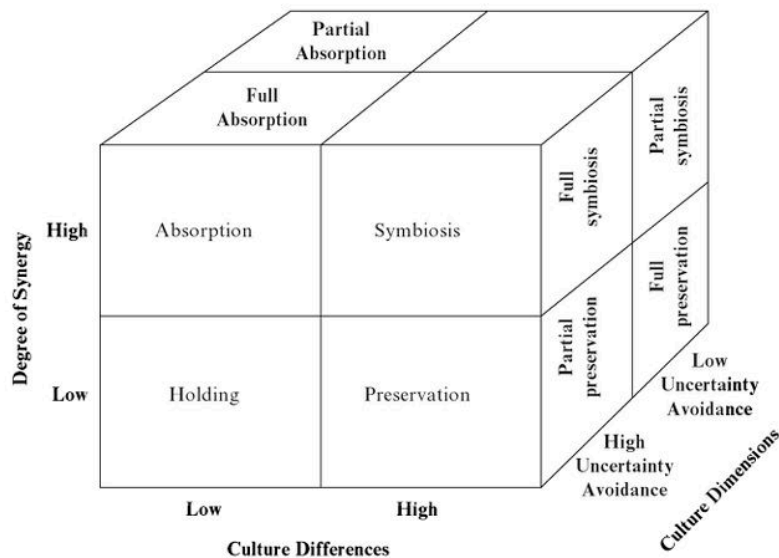 Partial
Absorption
Full
Absorption
Partial
symbiosis
Full
symbiosis
High
Absorption
Symbiosis
Degree of Synergy
Full
preservation
Partial
preservation
Low
Holding
Preservation
Low
Uncertainty
Avoidance
High
Uncertainty
Avoidance
Culture Dimensions
Low
High
Culture Differences